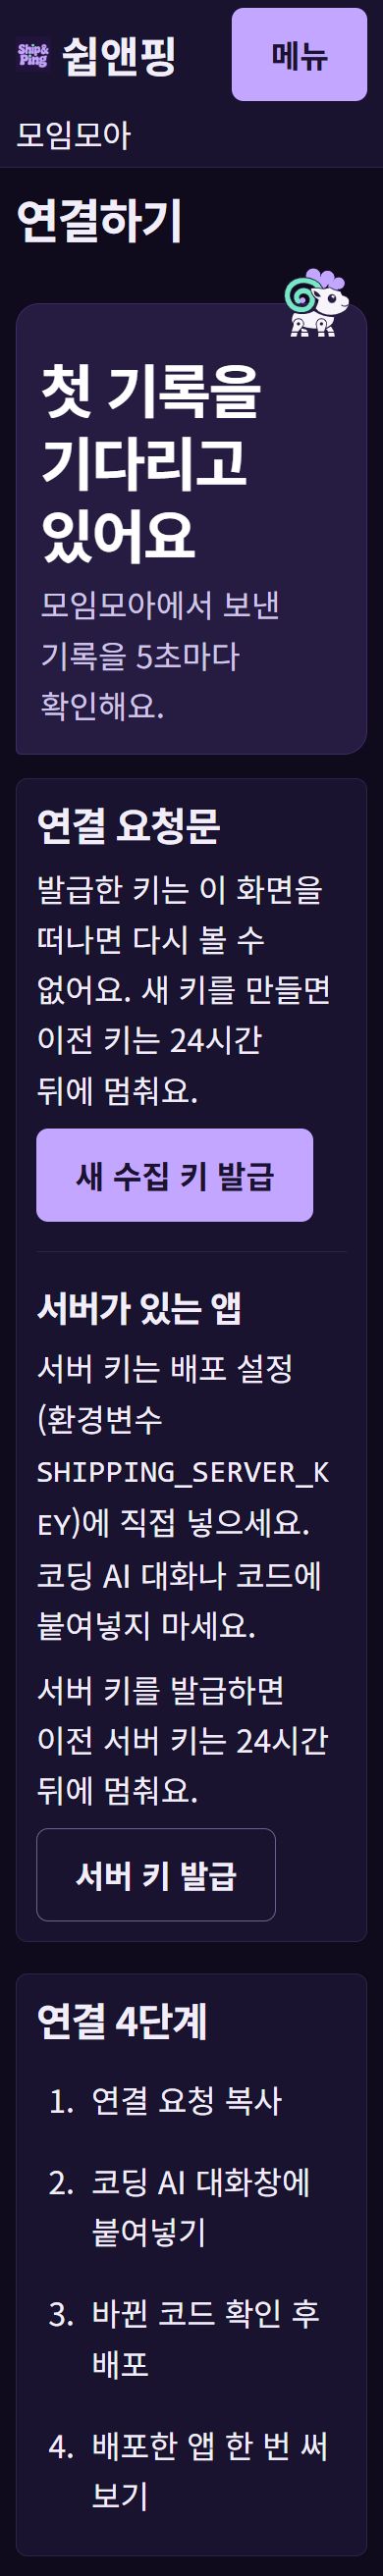 Ship&
Ping
쉽앤핑
메뉴
모임모아
연결하기
첫 기록을
기다리고
있어요
모임모아에서 보낸
기록을 5초마다
확인해요.
연결 요청문
발급한 키는 이 화면을
떠나면 다시 볼 수
없어요. 새 키를 만들면
이전 키는 24시간
뒤에 멈춰요.
새 수집 키 발급
서버가 있는 앱
서버 키는 배포 설정
(환경변수
SHIPPING_SERVER_K
EY)에 직접 넣으세요.
코딩 AI 대화나 코드에
붙여넣지 마세요.
서버 키를 발급하면
이전 서버 키는 24시간
뒤에 멈춰요.
서버 키 발급
연결 4단계
1. 연결 요청 복사
2. 코딩 AI 대화창에
붙여넣기
3. 바뀐 코드 확인 후
배포
4. 배포한 앱 한 번 써
보기